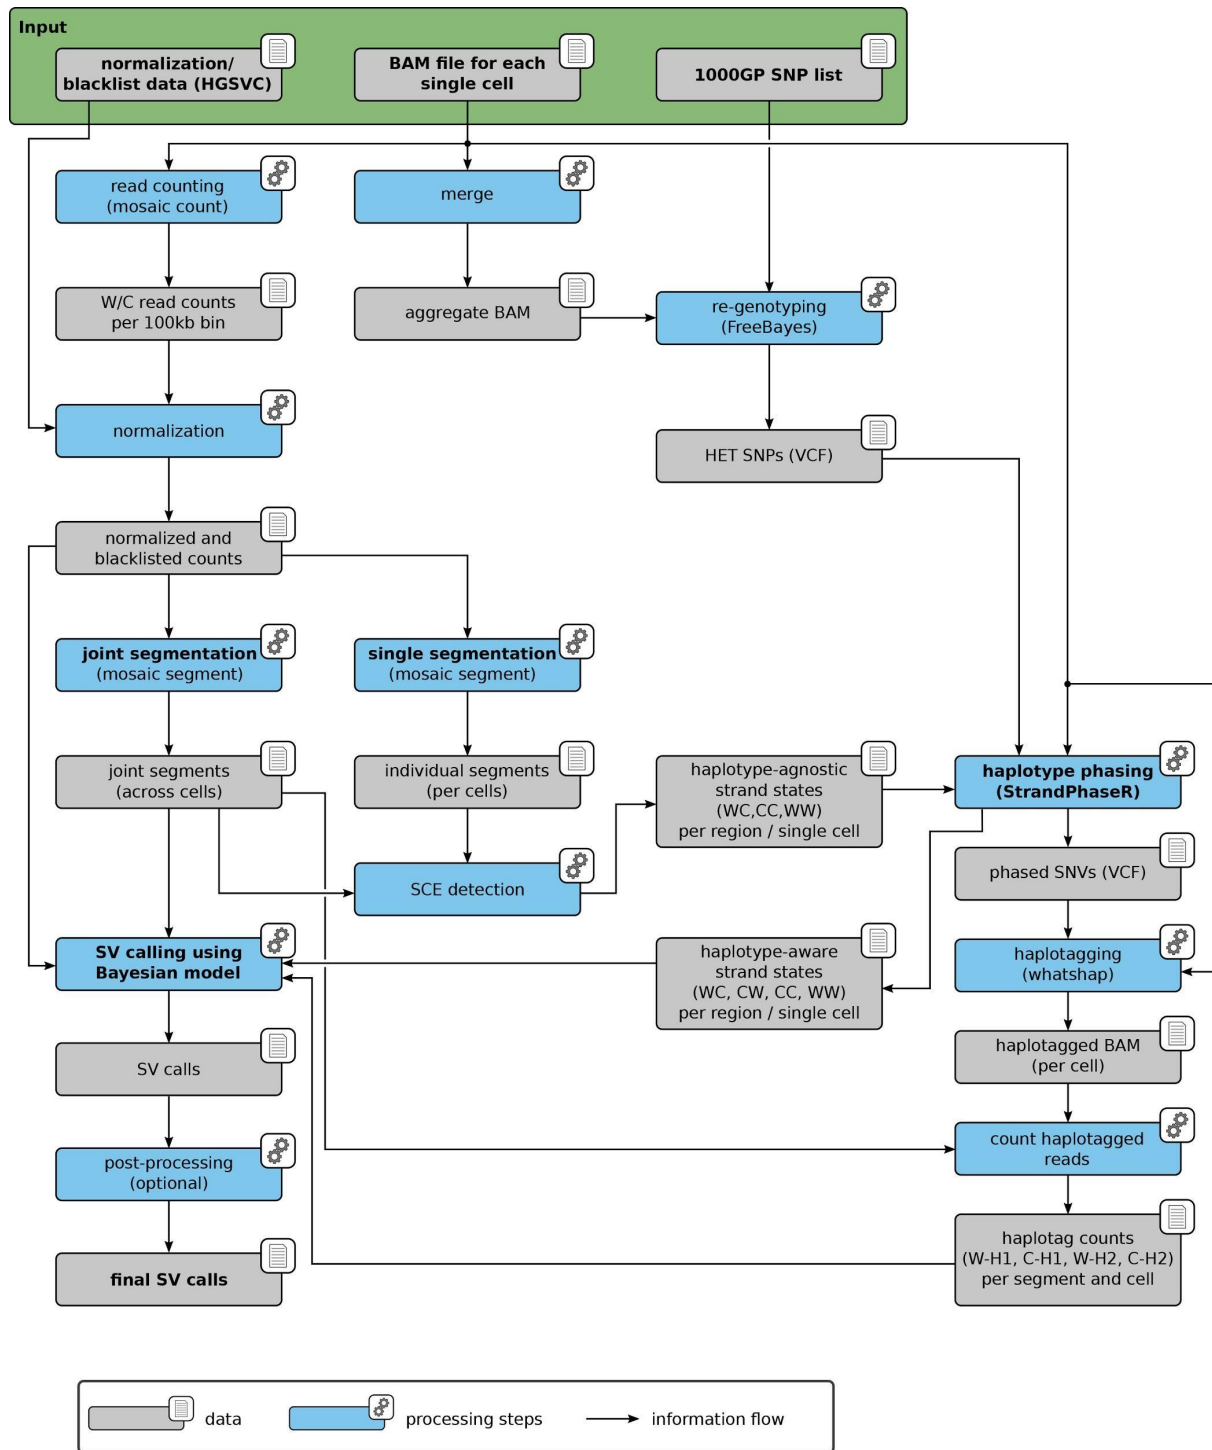 Input
normalization/
blacklist data (HGSVC)
BAM file for each
single cell
1000GP SNP list
read counting
(mosaic count)
merge
W/C read counts
per 100kb bin
aggregate BAM
re-genotyping
(FreeBayes)
normalization
HET SNPs (VCF)
normalized and
blacklisted counts
joint segmentation
(mosaic segment)
single segmentation
(mosaic segment)
joint segments
(across cells)
individual segments
(per cells)
haplotype-agnostic
strand states
(WC,CC,WW)
per region / single cell
haplotype phasing
(StrandPhaseR)
SCE detection
phased SNVs (VCF)
SV calling using
Bayesian model
haplotype-aware
strand states
(WC, CW, CC, WW)
per region / single cell
haplotagging
(whatshap)
SV calls
haplotagged BAM
(per cell)
post-processing
(optional)
count haplotagged
reads
final SV calls
haplotag counts
(W-H1, C-H1, W-H2, C-H2)
per segment and cell
data
processing steps
information flow